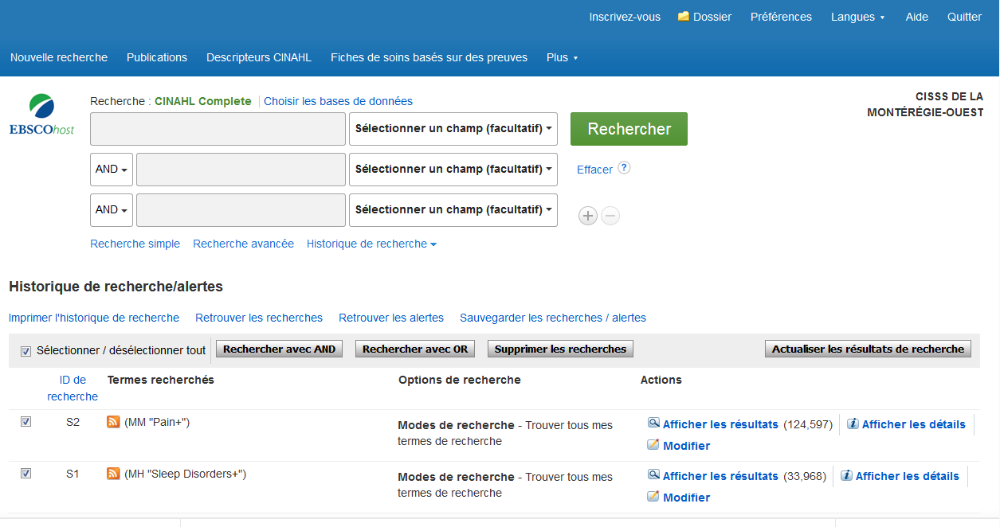 Inscrivez-vous Dossier Préférences Langues Aide Quitter
Nouvelle recherche Publications Descripteurs CINAHL Fiches de soins basés sur des preuves Plus
EBSCOhost
Recherche : CINAHL Complete Choisir les bases de données
CISSS DE LA
MONTÉRÉGIE-OUEST
Sélectionner un champ (facultatif) Rechercher
AND Sélectionner un champ (facultatif) Effacer ?
AND Sélectionner un champ (facultatif)
Recherche simple Recherche avancée Historique de recherche
Historique de recherche/alertes
Imprimer l'historique de recherche Retrouver les recherches Retrouver les alertes Sauvegarder les recherches / alertes
Sélectionner / désélectionner tout Rechercher avec AND Rechercher avec OR Supprimer les recherches Actualiser les résultats de recherche
ID de Termes recherchés Options de recherche Actions
recherche
S2 (MM "Pain+") Modes de recherche - Trouver tous mes Afficher les résultats (124,597) Afficher les détails
termes de recherche Modifier
S1 (MH "Sleep Disorders+") Modes de recherche - Trouver tous mes Afficher les résultats (33,968) Afficher les détails
termes de recherche Modifier